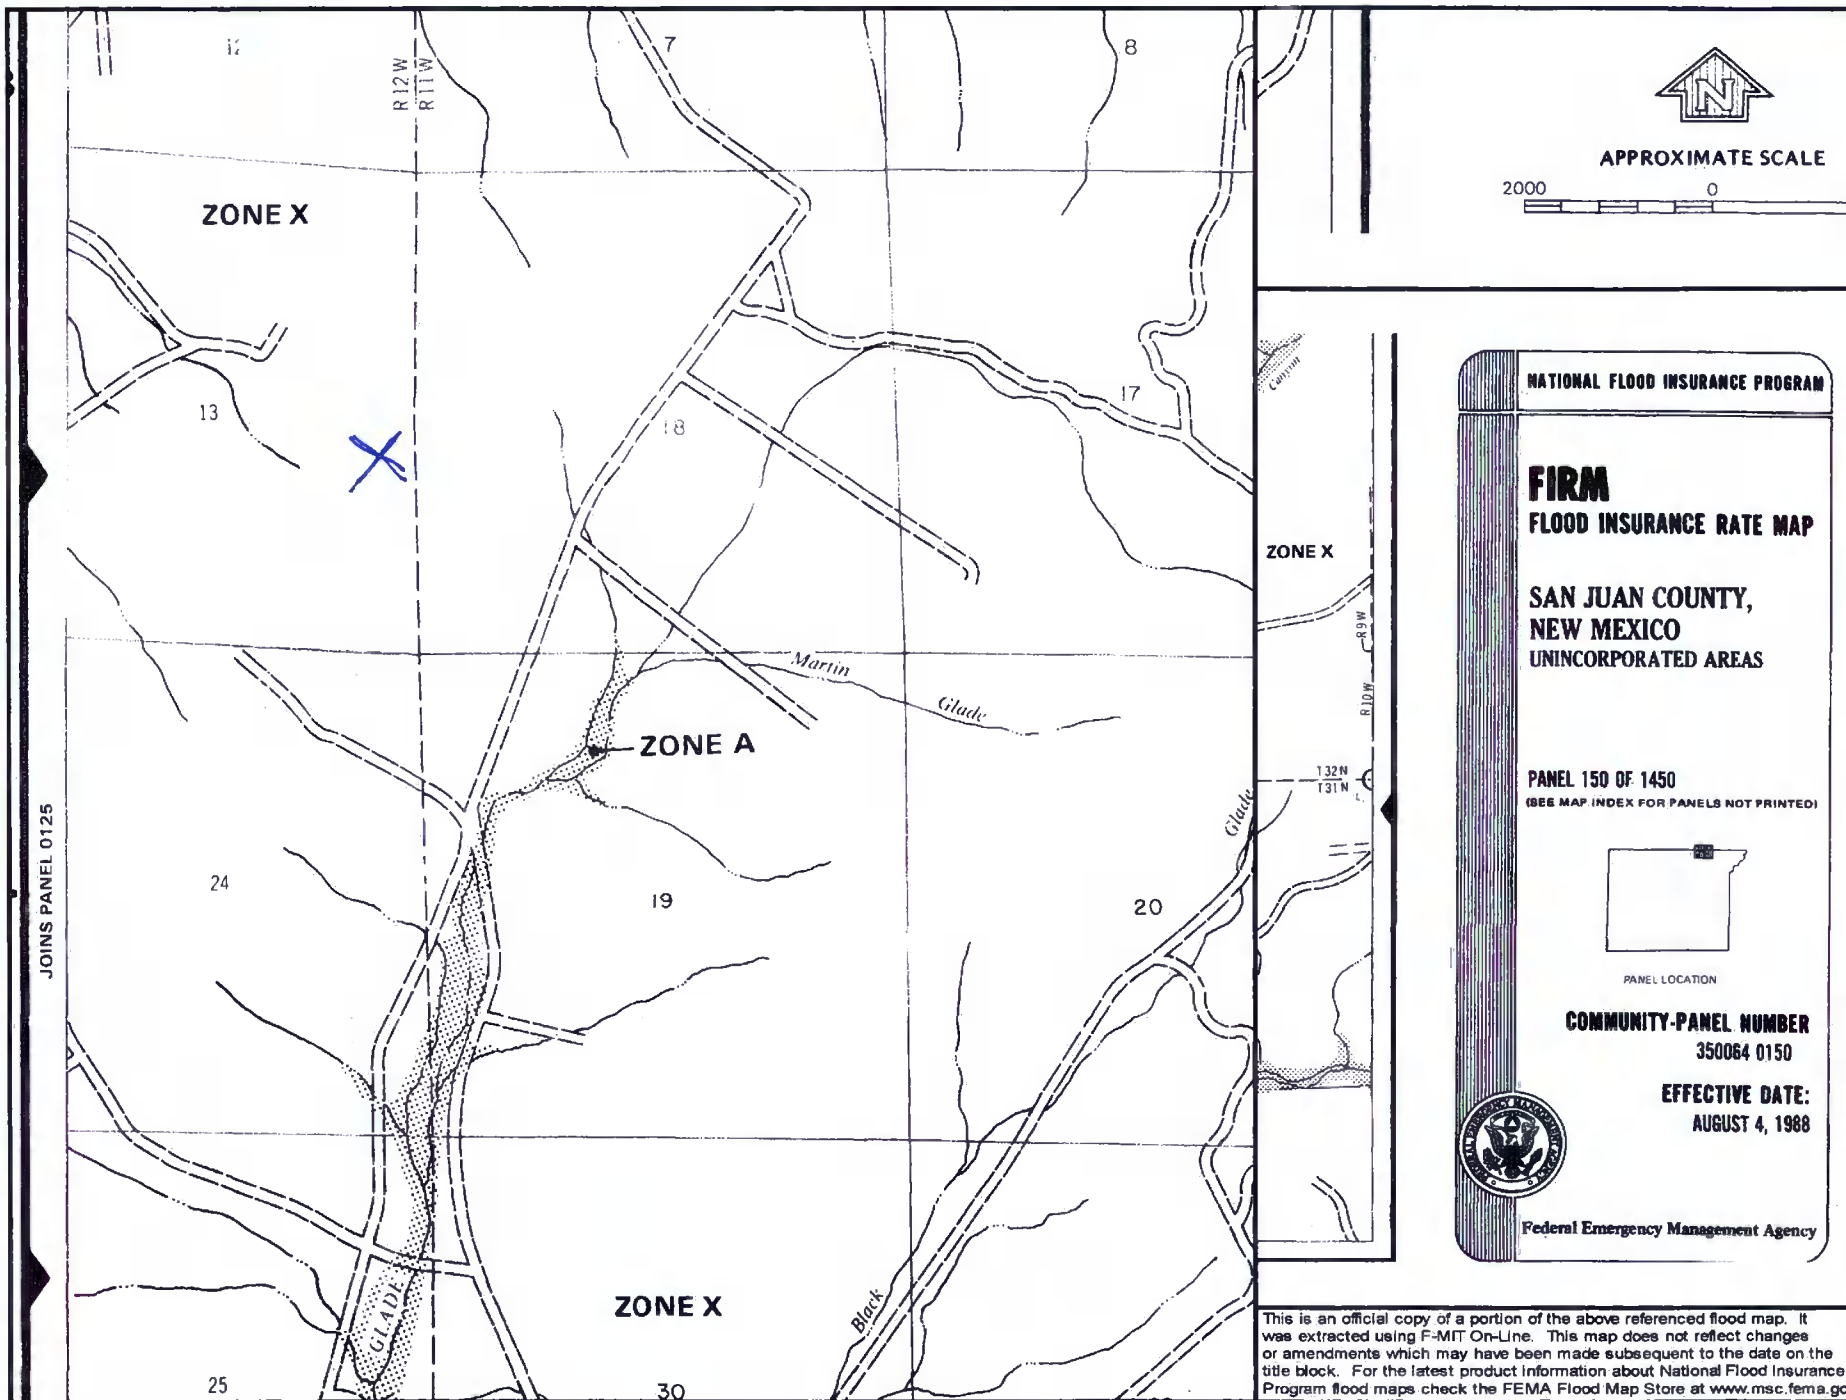 12
R12W
R11W
7
8
ZONE X
13
18
17
Martin
Glade
ZONE A
24
19
20
Glade
JOINS PANEL 0125
GLADE
ZONE X
Black
25
30
N
APPROXIMATE SCALE
2000 0
Canyon
ZONE X
R9W
R10W
T32N
T31N
NATIONAL FLOOD INSURANCE PROGRAM
FIRM
FLOOD INSURANCE RATE MAP
SAN JUAN COUNTY,
NEW MEXICO
UNINCORPORATED AREAS
PANEL 150 OF 1450
(SEE MAP INDEX FOR PANELS NOT PRINTED)
PANEL LOCATION
COMMUNITY-PANEL NUMBER
350064 0150
EFFECTIVE DATE:
AUGUST 4, 1988
Federal Emergency Management Agency
This is an official copy of a portion of the above referenced flood map. It
was extracted using F-MIT On-Line. This map does not reflect changes
or amendments which may have been made subsequent to the date on the
title block. For the latest product information about National Flood Insurance
Program flood maps check the FEMA Flood Map Store at www.msc.fema.go